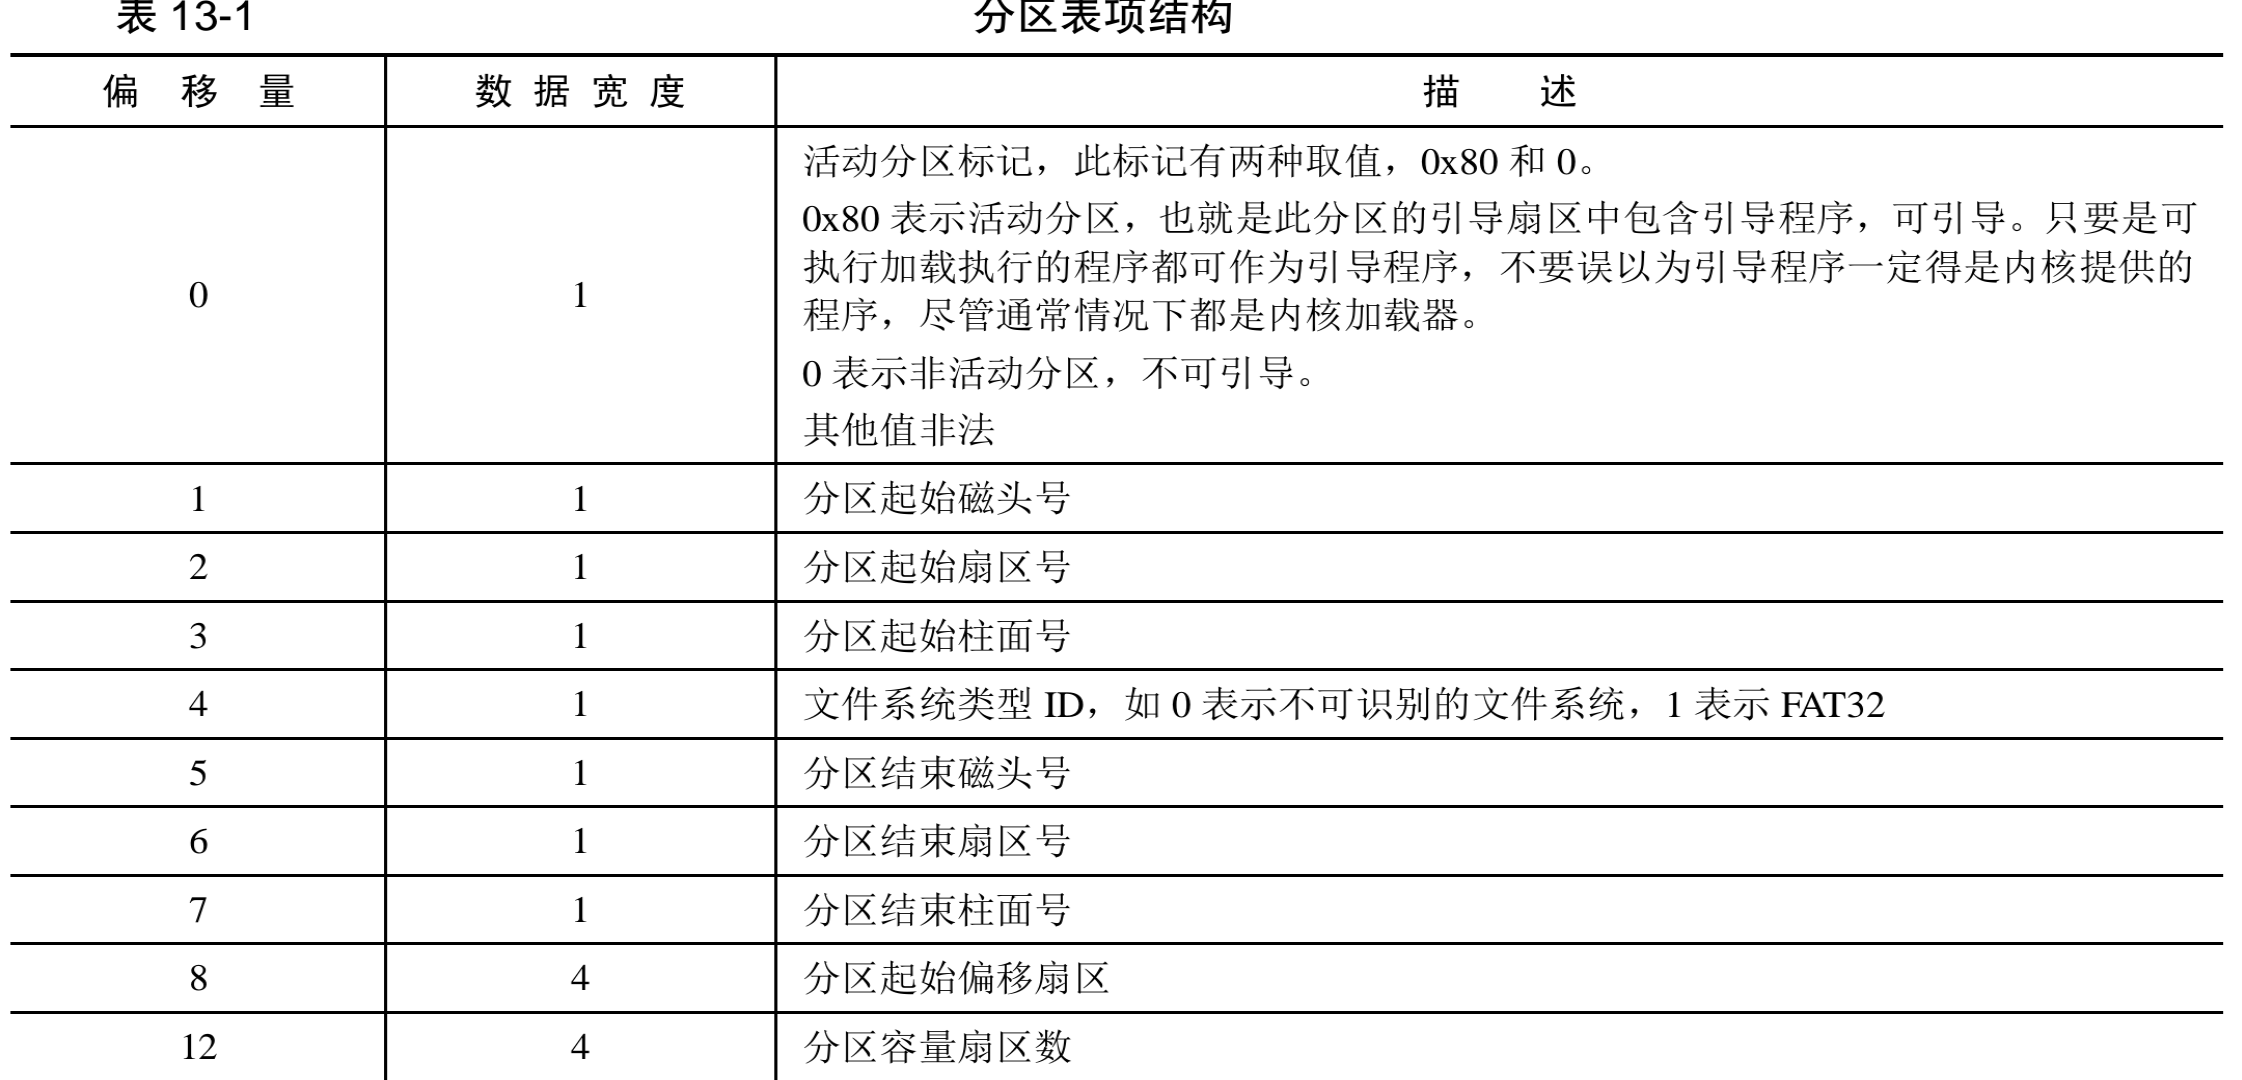 表 13-1 分区表项结构
偏 移 量 数 据 宽 度 描 述
活动分区标记，此标记有两种取值，0x80 和 0。
0x80 表示活动分区，也就是此分区的引导扇区中包含引导程序，可引导。只要是可
执行加载执行的程序都可作为引导程序，不要误以为引导程序一定得是内核提供的
0 1
程序，尽管通常情况下都是内核加载器。
0 表示非活动分区，不可引导。
其他值非法
1 1 分区起始磁头号
2 1 分区起始扇区号
3 1 分区起始柱面号
4 1 文件系统类型 ID，如 0 表示不可识别的文件系统，1 表示 FAT32
5 1 分区结束磁头号
6 1 分区结束扇区号
7 1 分区结束柱面号
8 4 分区起始偏移扇区
12 4 分区容量扇区数